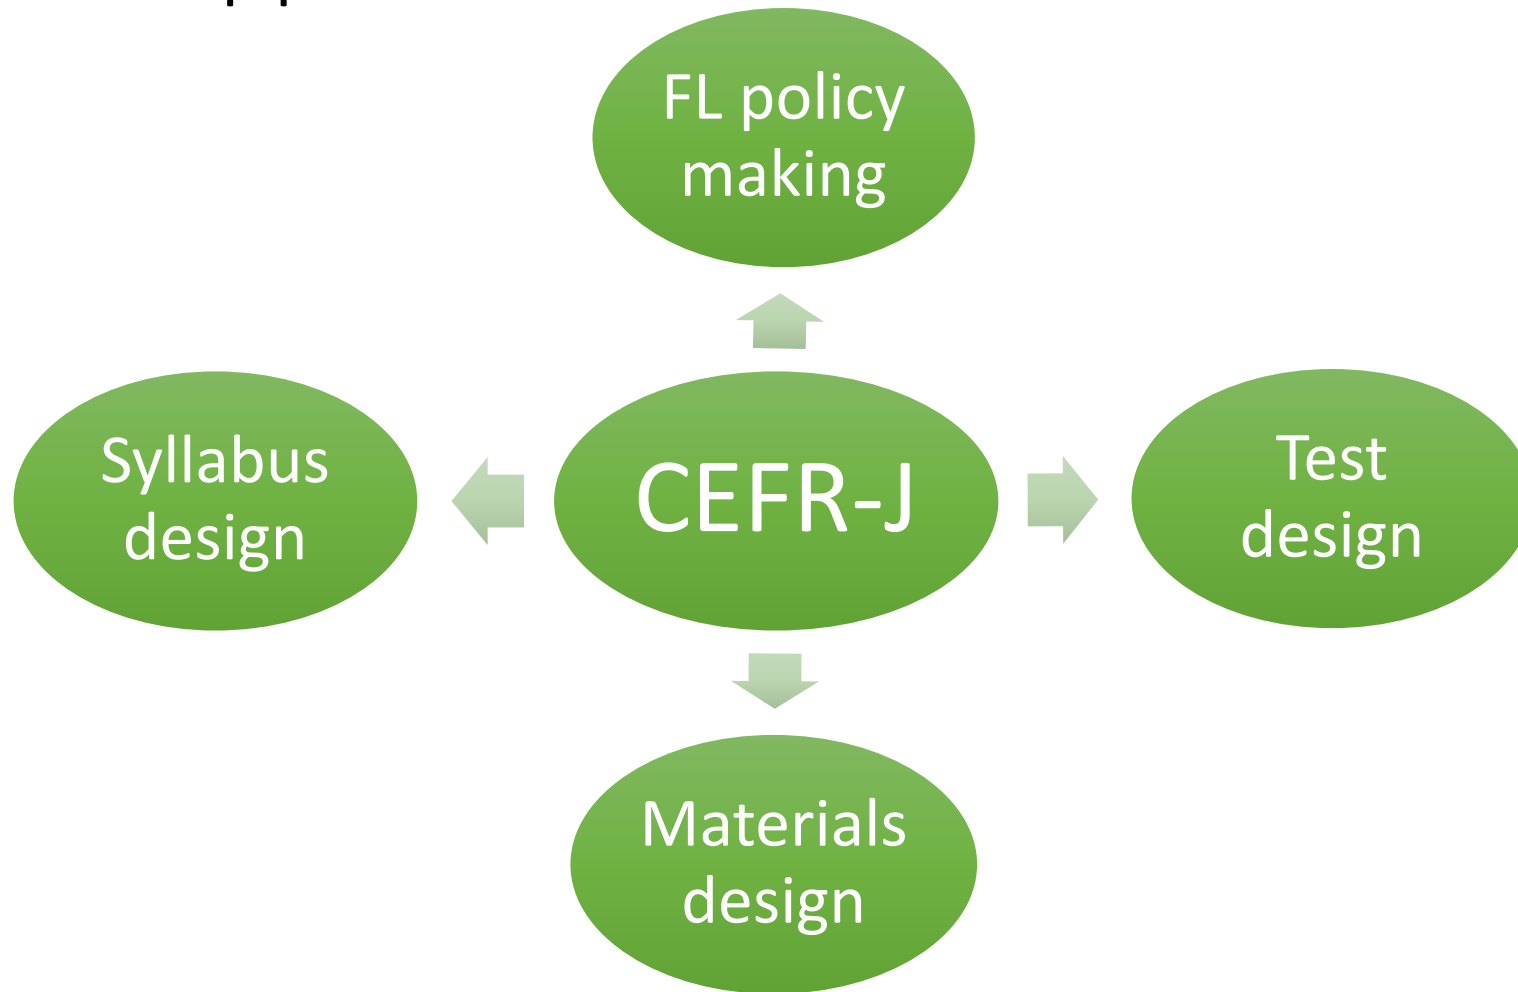 FL policy
making
Syllabus
design
CEFR-J
Test
design
Materials
design